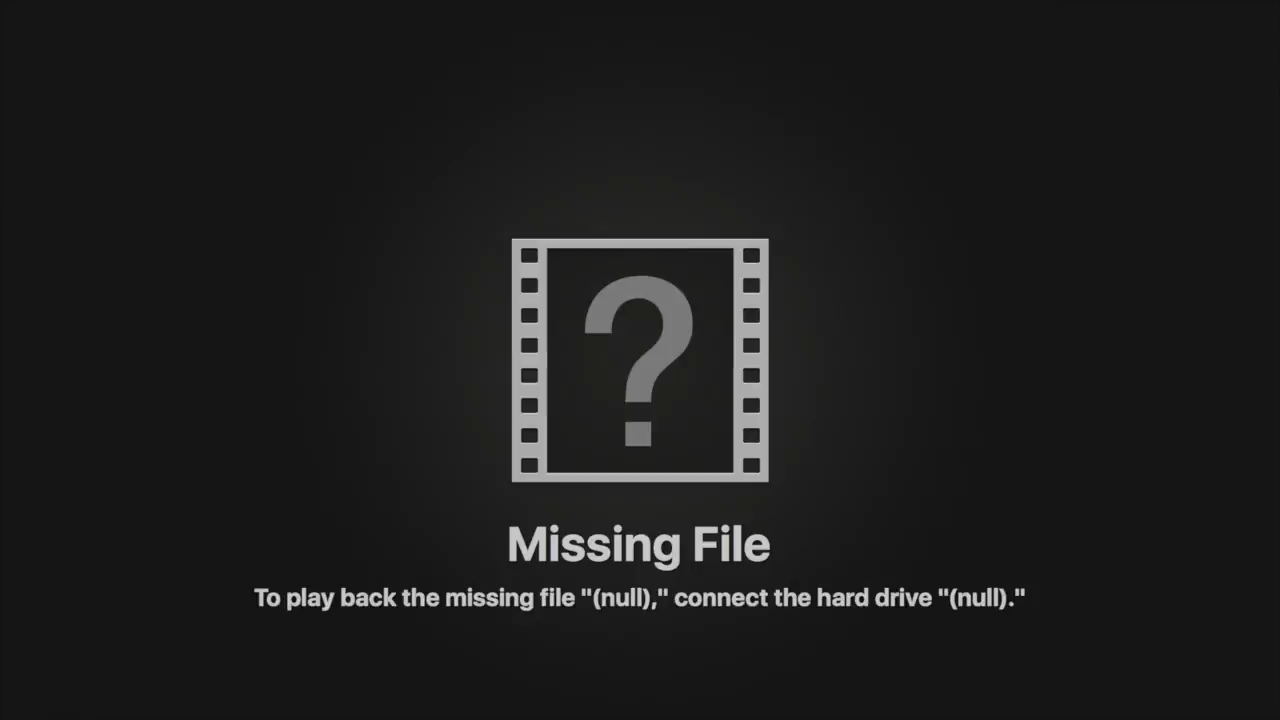 Missing File
To play back the missing file "(null)," connect the hard drive "(null)."